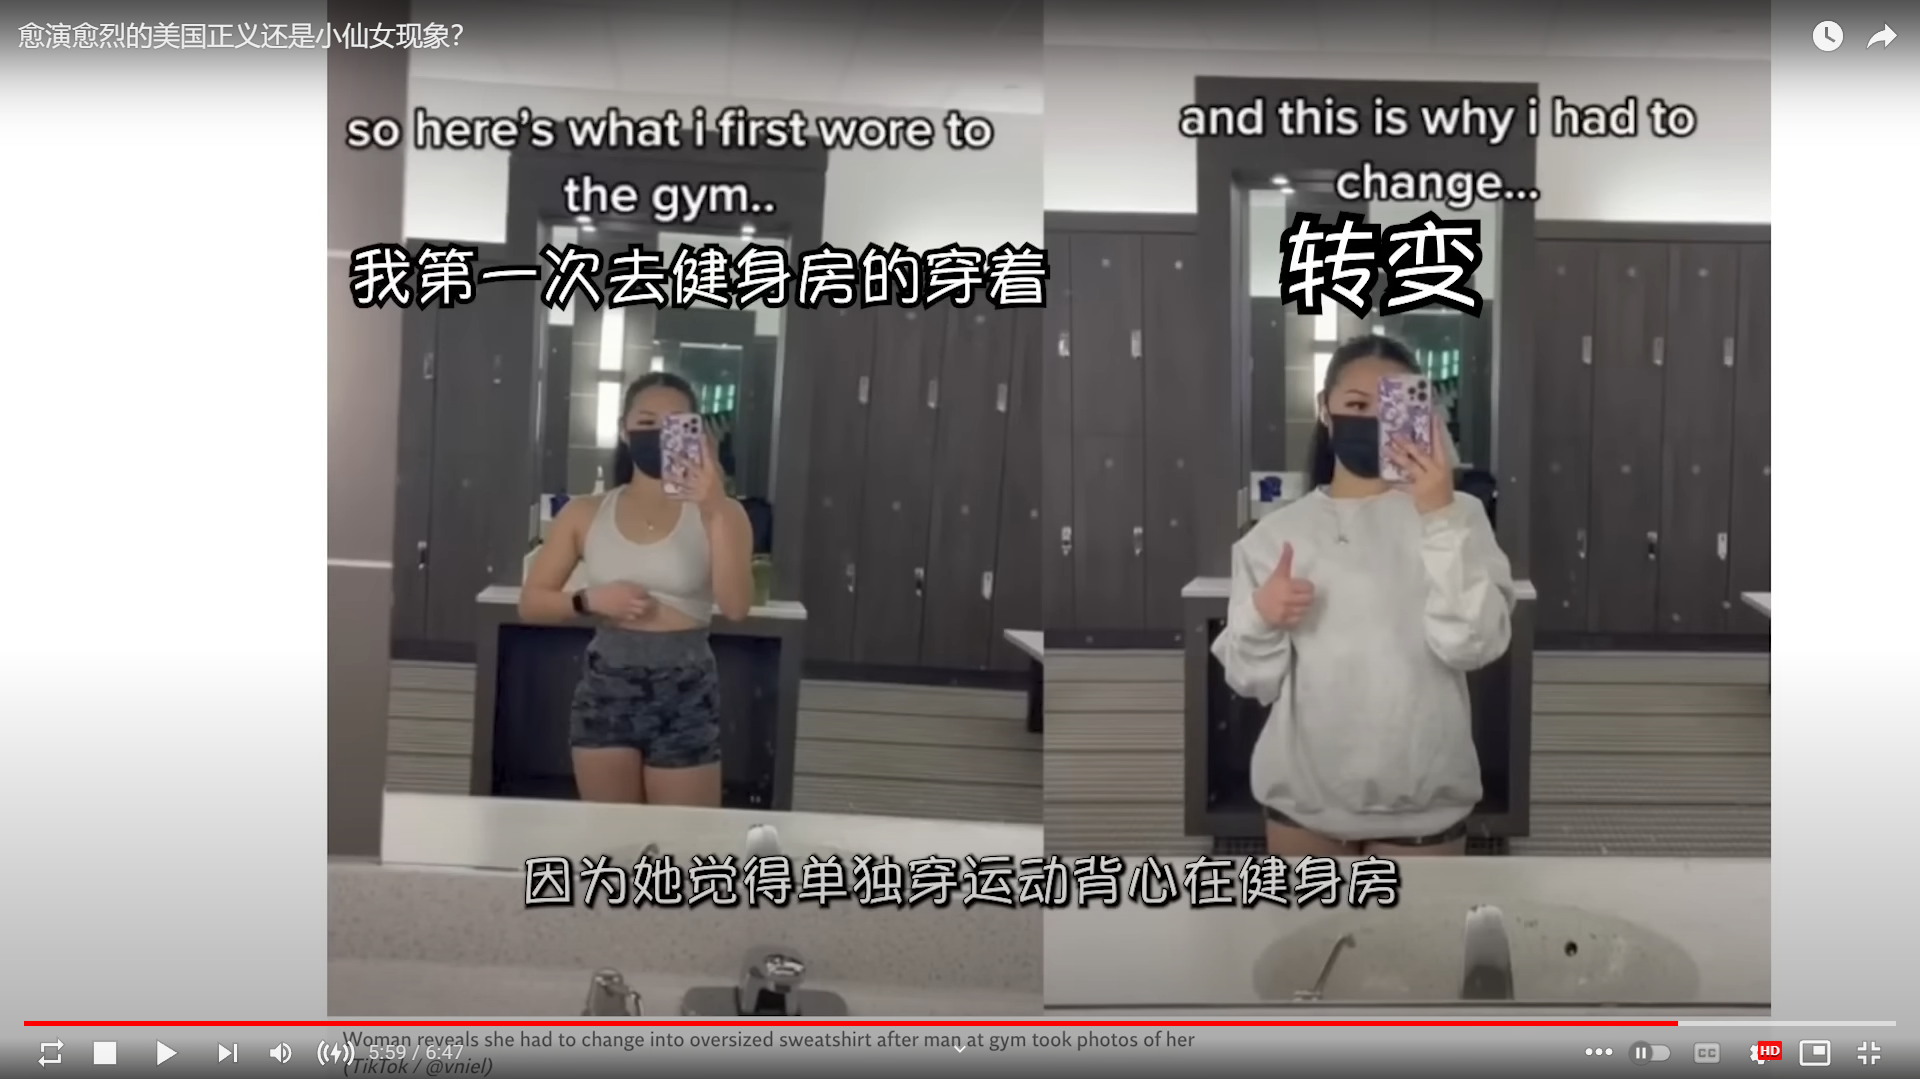 愈演愈烈的美国正义还是小仙女现象?
so here's what i first wore to
the gym..
我第一次去健身房的穿着
and this is why i had to
change...
转变
因为她觉得单独穿运动背心在健身房
Woman reveals she had to change into oversized sweatshirt after man at gym took photos of her
(TikTok / @vniel)
5:59 / 6:47
CC
HD